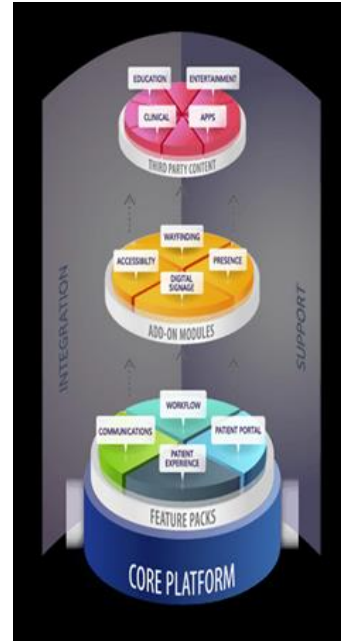 EDUCATION
ENTERTAINMENT
CLINICAL
APPS
THIRD PARTY CONTENT
WAYFINDING
ACCESSIBILTY
PRESENCE
DIGITAL
SIGNAGE
ADD-ON MODULES
INTEGRATION
SUPPORT
WORKFLOW
COMMUNICATIONS
PATIENT PORTAL
PATIENT
EXPERIENCE
FEATURE PACKS
CORE PLATFORM